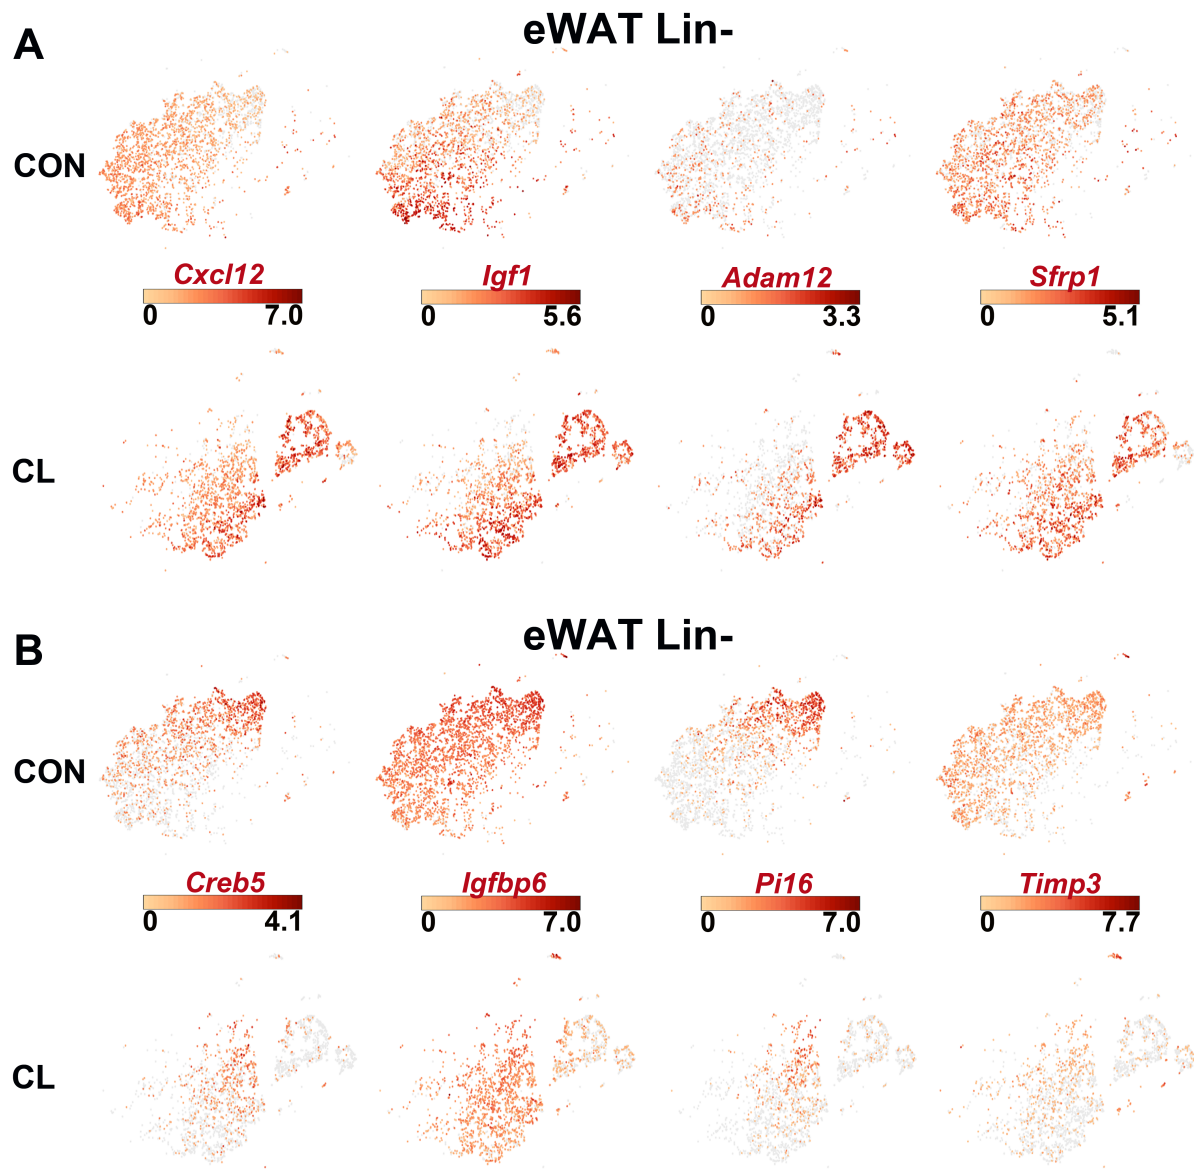 A
eWAT Lin-
CON
Cxcl12
Igf1
Adam12
Sfrp1
0 7.0
0 5.6
0 3.3
0 5.1
CL
B
eWAT Lin-
CON
Creb5
Igfbp6
Pi16
Timp3
0 4.1
0 7.0
0 7.0
0 7.7
CL